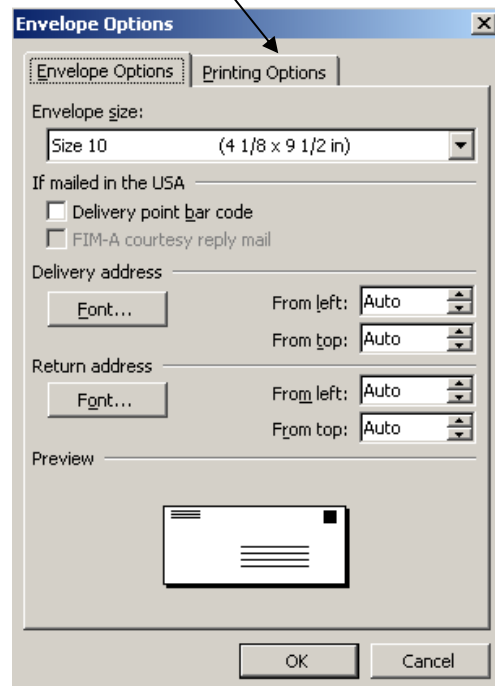 Envelope Options
Envelope Options Printing Options
Envelope size:
Size 10 (4 1/8 x 9 1/2 in)
If mailed in the USA
Delivery point bar code
FIM-A courtesy reply mail
Delivery address
Font... From left: Auto
From top: Auto
Return address
Font... From left: Auto
From top: Auto
Preview
OK Cancel